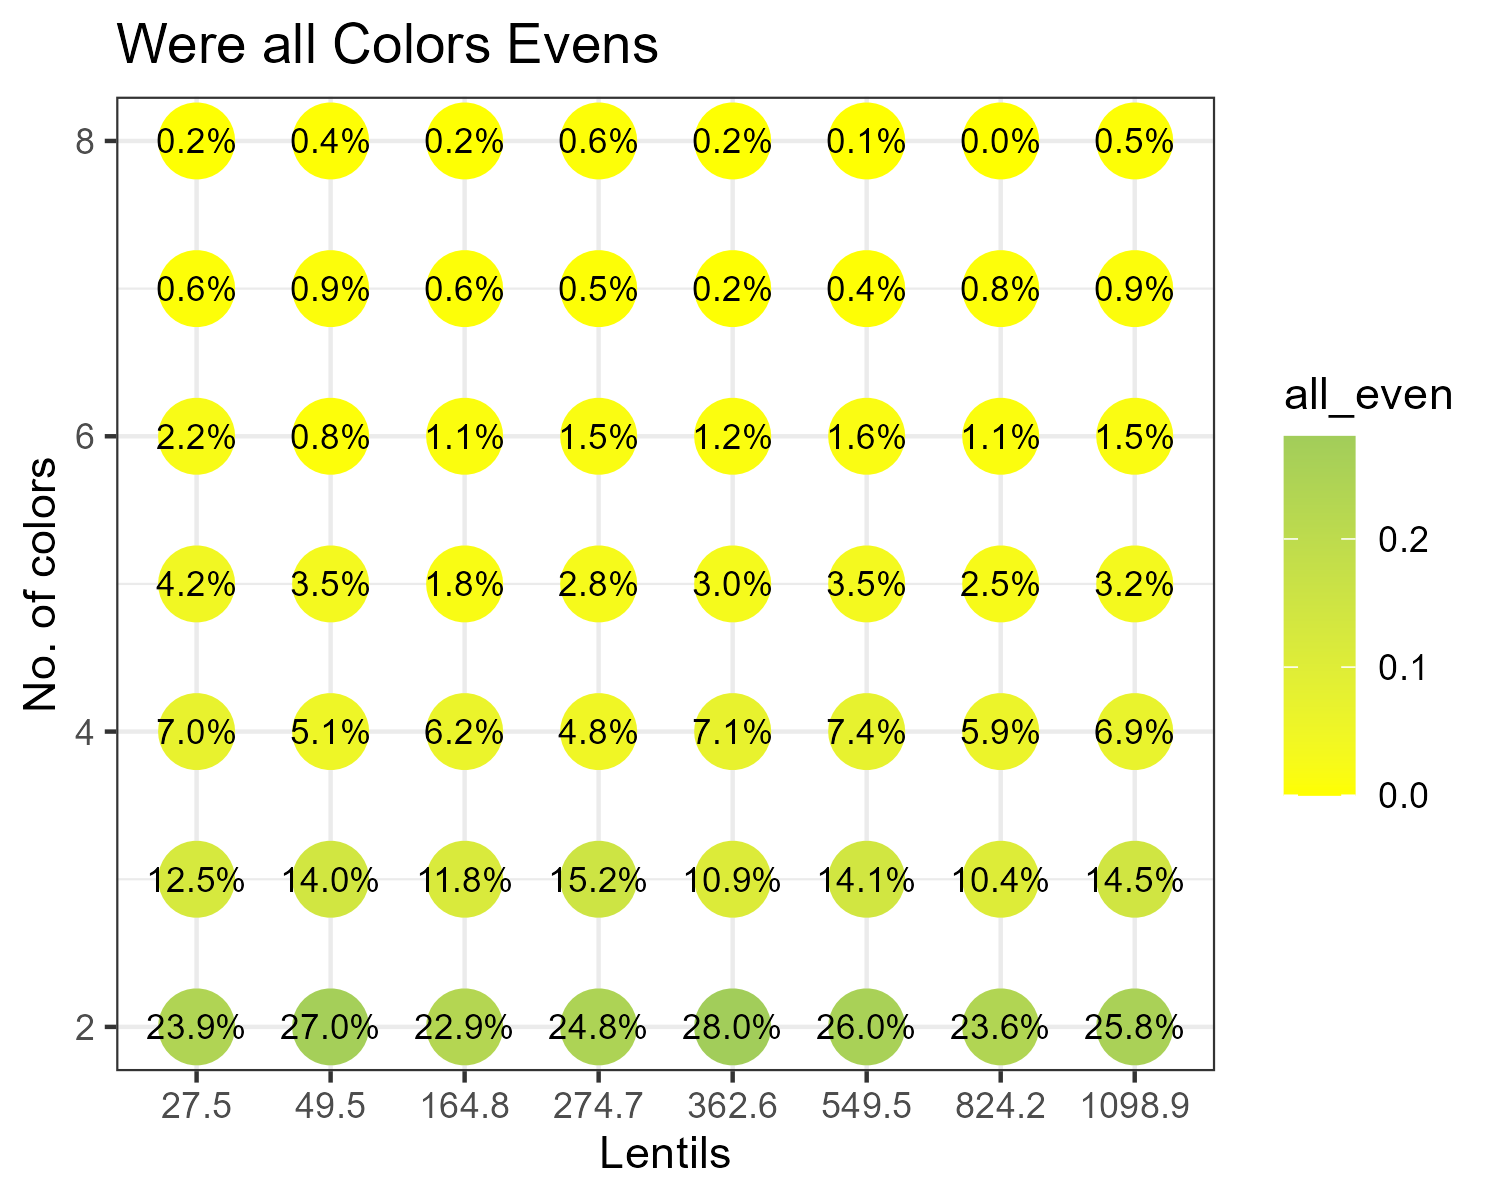 Were all Colors Evens
8
0.2% 0.4% 0.2% 0.6% 0.2% 0.1% 0.0% 0.5%
0.6% 0.9% 0.6% 0.5% 0.2% 0.4% 0.8% 0.9%
6
2.2% 0.8% 1.1% 1.5% 1.2% 1.6% 1.1% 1.5%
4.2% 3.5% 1.8% 2.8% 3.0% 3.5% 2.5% 3.2%
4
7.0% 5.1% 6.2% 4.8% 7.1% 7.4% 5.9% 6.9%
12.5% 14.0% 11.8% 15.2% 10.9% 14.1% 10.4% 14.5%
2
23.9% 27.0% 22.9% 24.8% 28.0% 26.0% 23.6% 25.8%
27.5 49.5 164.8 274.7 362.6 549.5 824.2 1098.9
Lentils
No. of colors
all_even
0.2
0.1
0.0